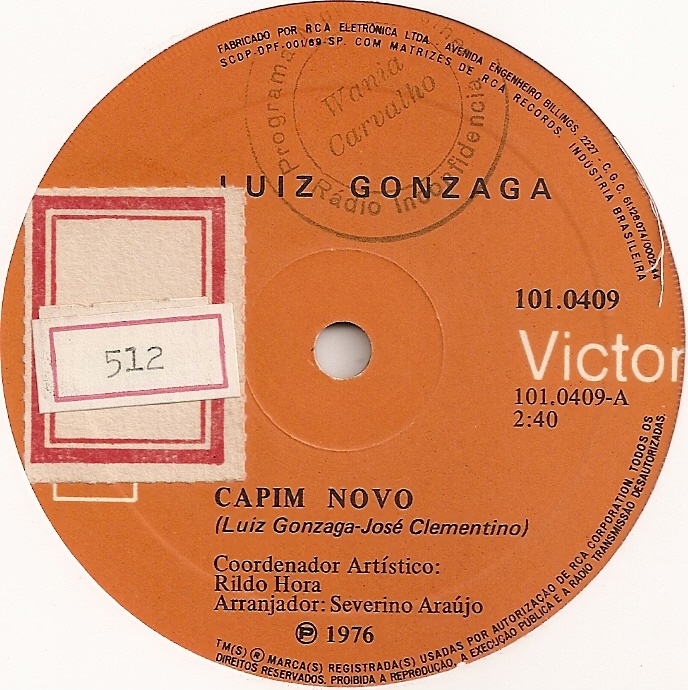 FABRICADO POR RCA ELETRÔNICA LTDA. - AVENIDA ENGENHEIRO BILLINGS, 2227 - C.G.C. 61.126.074/0002-14
SCDP-DPF-001/69-SP. COM MATRIZES DE RCA RECORDS. INDÚSTRIA BRASILEIRA
Programa
Wania
Carvalho
Rádio Inconfidencia
LUIZ GONZAGA
101.0409
Victor
512
101.0409-A
2:40
CAPIM NOVO
(Luiz Gonzaga-José Clementino)
Coordenador Artístico:
Rildo Hora
Arranjador: Severino Araújo
℗ 1976
TM(S) ® MARCA(S) REGISTRADA(S) USADAS POR AUTORIZAÇÃO DE RCA CORPORATION. TODOS OS
DIREITOS RESERVADOS. PROIBIDA A REPRODUÇÃO, A EXECUÇÃO PÚBLICA E A RÁDIO TRANSMISSÃO DESAUTORIZADAS.